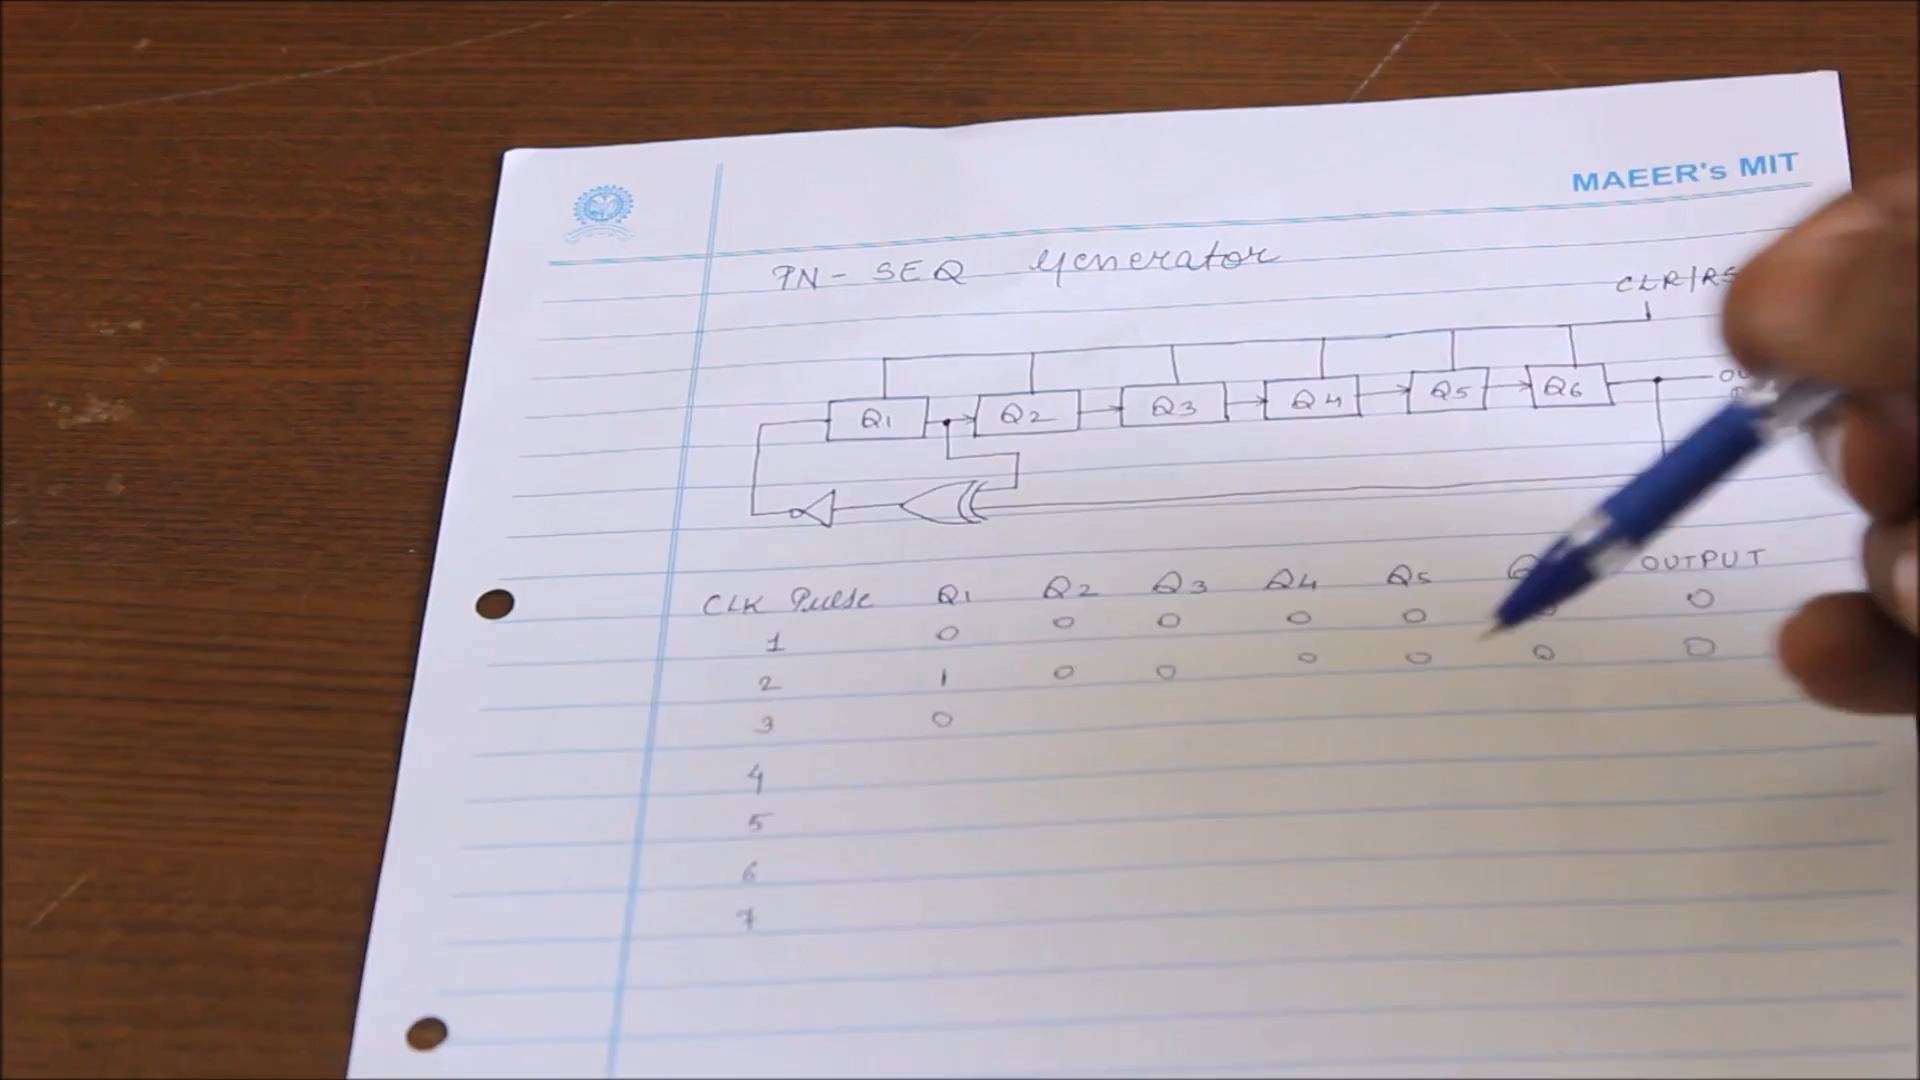 MAEER's MIT
PN - SEQ Generator
CLR/RS
Q1 Q2 Q3 Q4 Q5 Q6
CLK Pulse Q1 Q2 Q3 Q4 Q5 OUTPUT
1 0 0 0 0 0 0
2 1 0 0 0 0 0 0
3 0
4
5
6
7